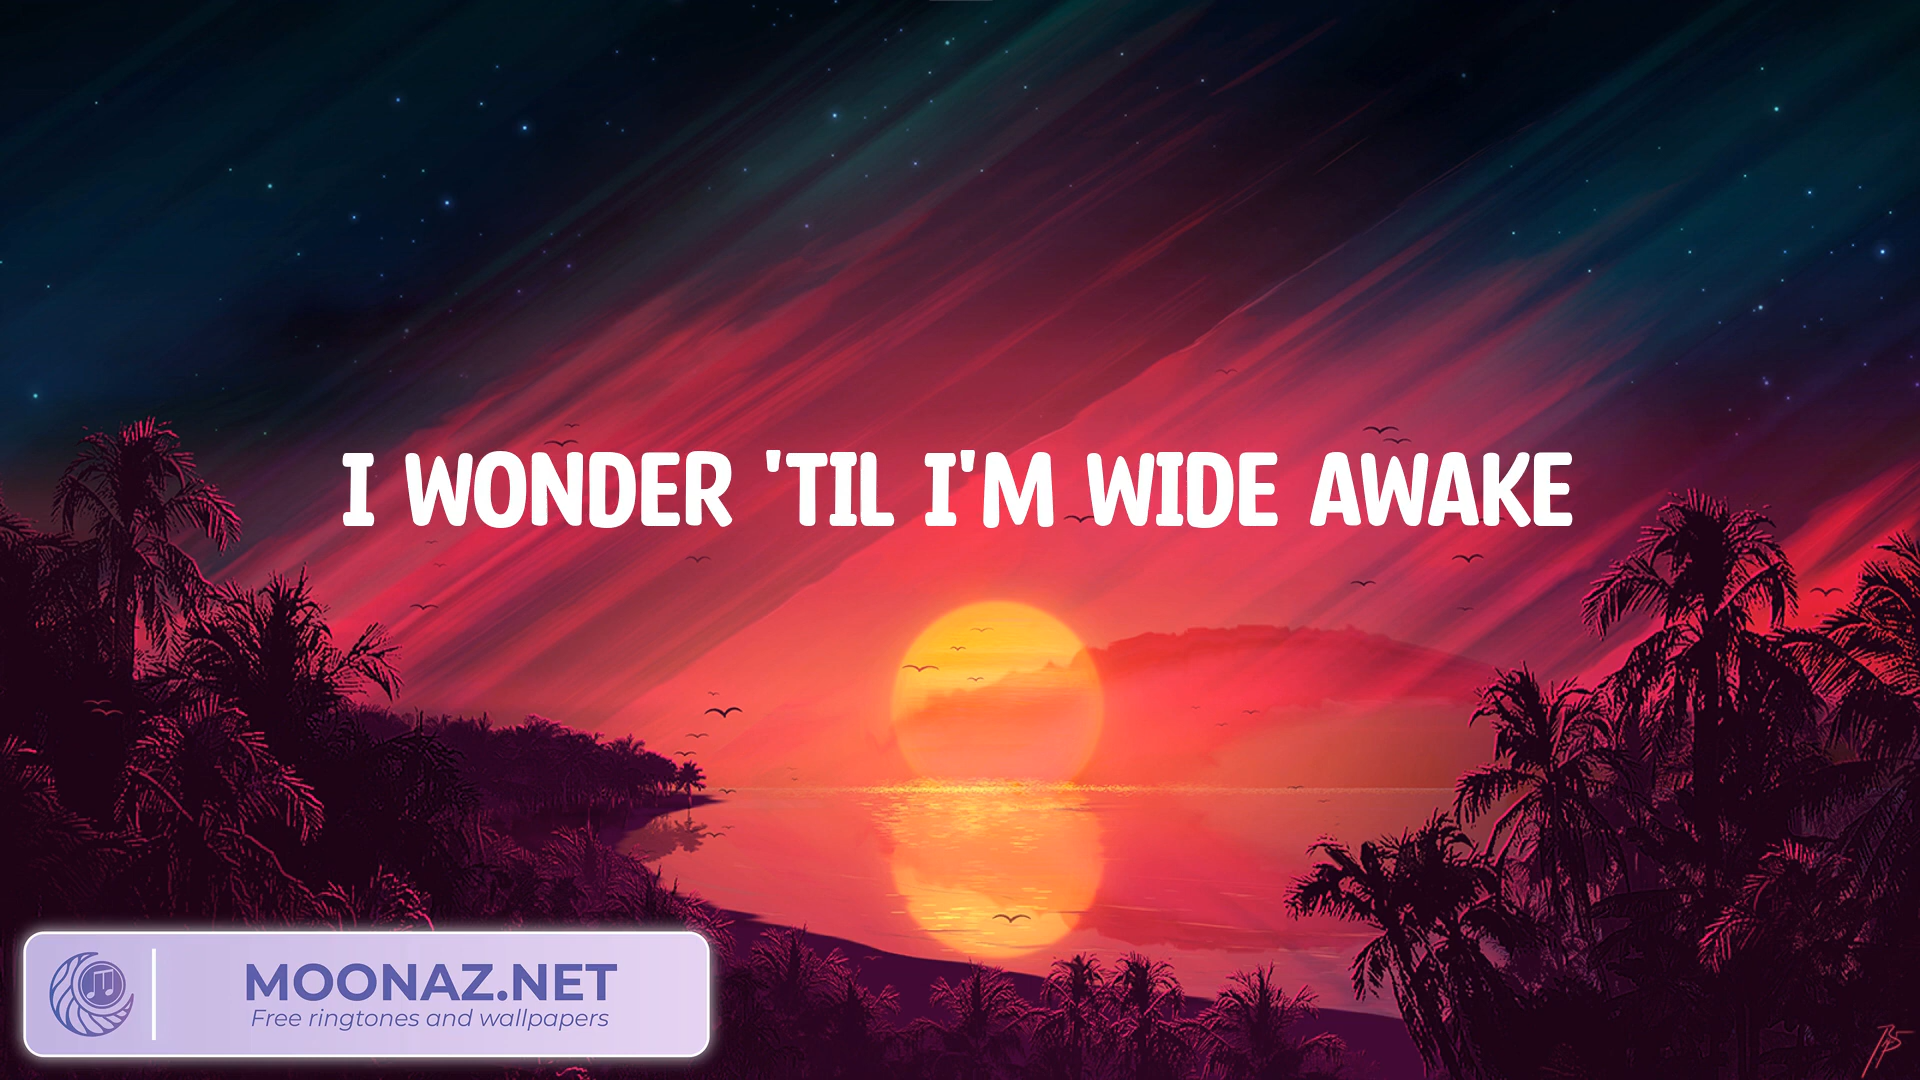 I WONDER 'TIL I'M WIDE AWAKE
MOONAZ.NET
Free ringtones and wallpapers